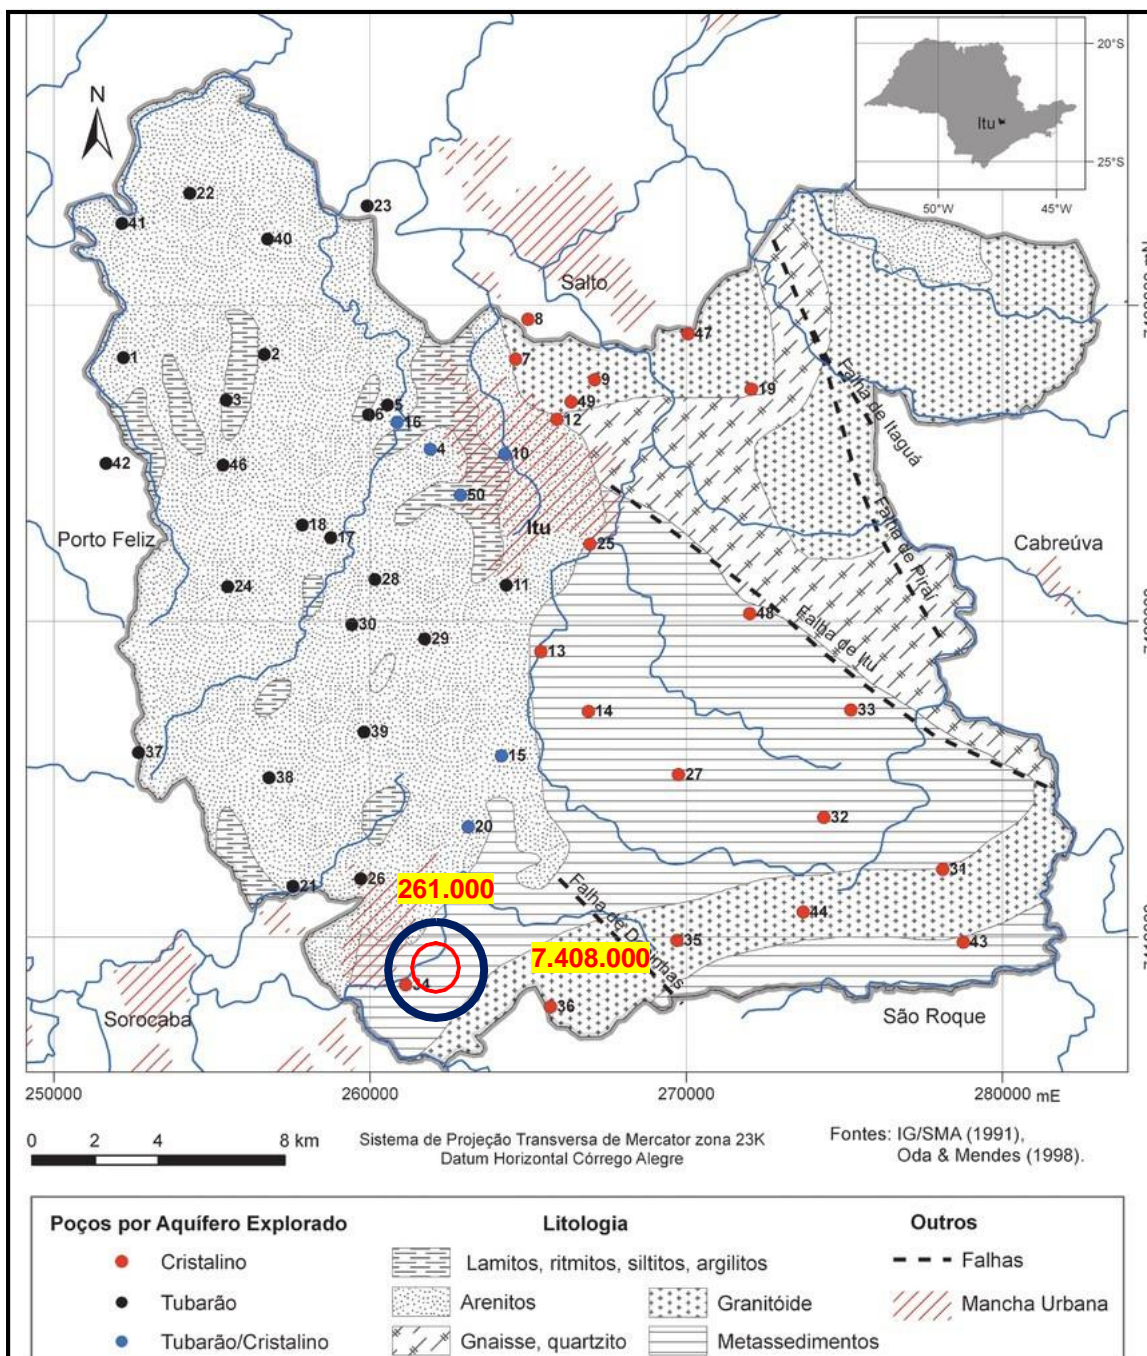 20°S
Itu
25°S
50°W
45°W
N
22
23
41
40
Salto
8
47
1
2
7
9
19
3
5
49
6
16
12
Falha de Itaguá
4
10
42
46
50
18
Itu
17
25
Porto Feliz
Cabreúva
Falha de Piraí
24
28
11
30
48
29
Falha de Itu
13
14
33
39
37
15
38
27
32
20
26
21
31
261.000
Falha de D
nhas
44
35
43
7.408.000
34
36
Sorocaba
São Roque
250000
260000
270000
280000 mE
0 2 4 8 km
Sistema de Projeção Transversa de Mercator zona 23K
Datum Horizontal Córrego Alegre
Fontes: IG/SMA (1991),
Oda & Mendes (1998).
Poços por Aquífero Explorado
Litologia
Outros
Cristalino
Lamitos, ritmitos, siltitos, argilitos
Falhas
Tubarão
Arenitos
Granitóide
Mancha Urbana
Tubarão/Cristalino
Gnaisse, quartzito
Metassedimentos